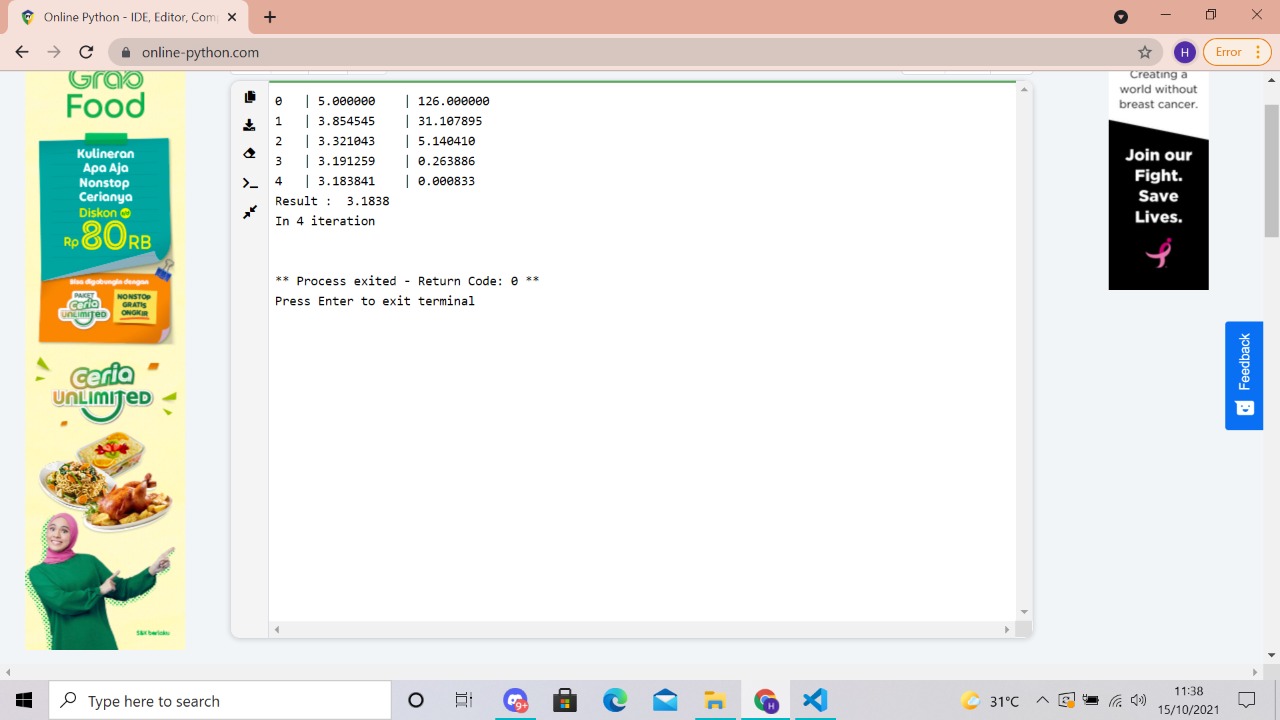 Online Python - IDE, Editor, Com
online-python.com
H
Error
Grab
Food
Kulineran
Apa Aja
Nonstop
Cerianya
Diskon
Rp 80RB
Bisa digabungin dengan
PAKET
Ceria
UNLIMITED
NONSTOP
GRATIS
ONGKIR
Ceria
UNLIMITED
S&K berlaku
0 | 5.000000 | 126.000000
1 | 3.854545 | 31.107895
2 | 3.321043 | 5.140410
3 | 3.191259 | 0.263886
4 | 3.183841 | 0.000833
Result : 3.1838
In 4 iteration
** Process exited - Return Code: 0 **
Press Enter to exit terminal
Creating a
world without
breast cancer.
Join our
Fight.
Save
Lives.
Feedback
Type here to search
9+
H
31°C
11:38
15/10/2021